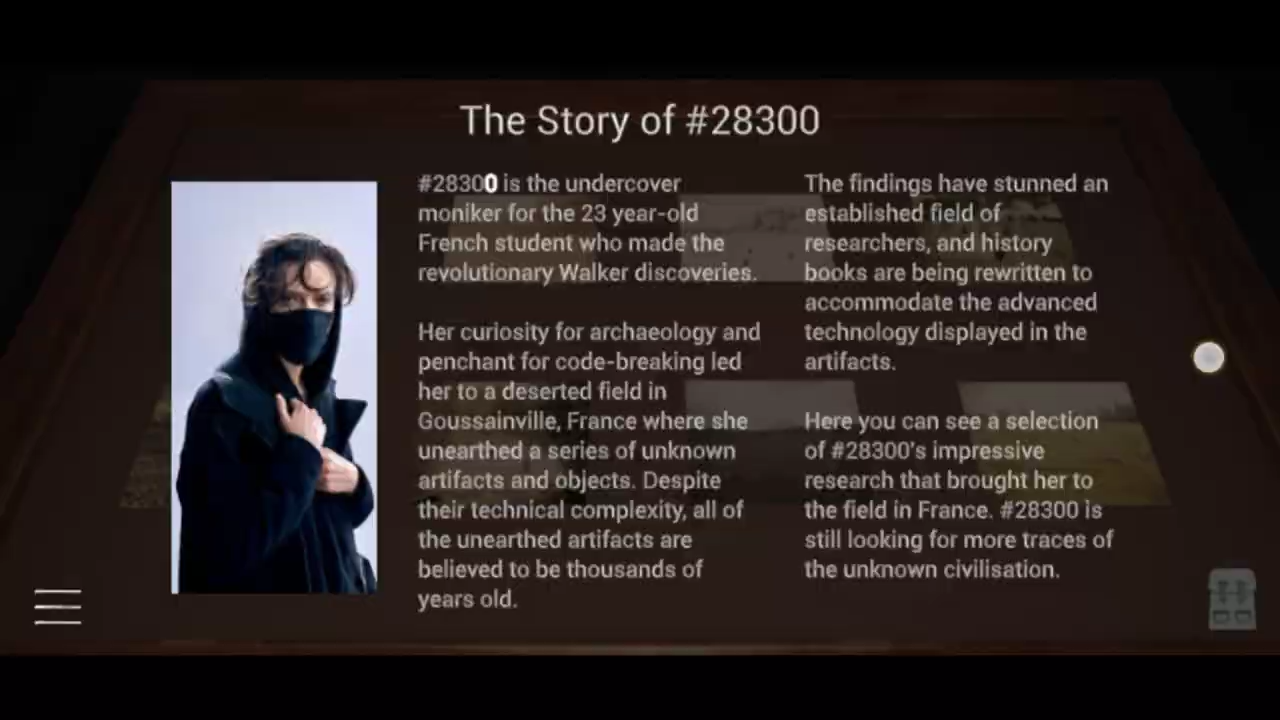 The Story of #28300
#28300 is the undercover
moniker for the 23 year-old
French student who made the
revolutionary Walker discoveries.
Her curiosity for archaeology and
penchant for code-breaking led
her to a deserted field in
Goussainville, France where she
unearthed a series of unknown
artifacts and objects. Despite
their technical complexity, all of
the unearthed artifacts are
believed to be thousands of
years old.
The findings have stunned an
established field of
researchers, and history
books are being rewritten to
accommodate the advanced
technology displayed in the
artifacts.
Here you can see a selection
of #28300's impressive
research that brought her to
the field in France. #28300 is
still looking for more traces of
the unknown civilisation.